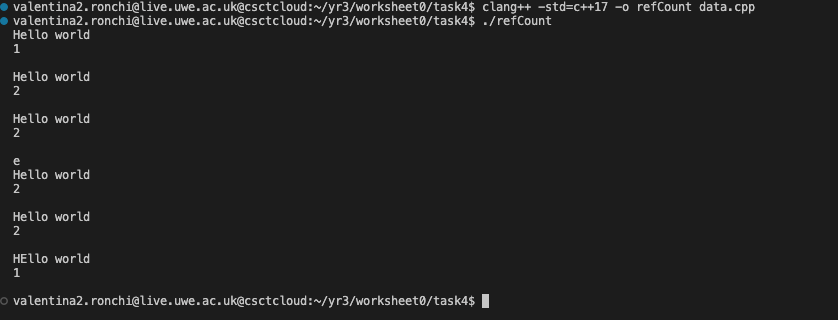 valentina2.ronchi@live.uwe.ac.uk@csctcloud:~/yr3/worksheet0/task4$ clang++ -std=c++17 -o refCount data.cpp
valentina2.ronchi@live.uwe.ac.uk@csctcloud:~/yr3/worksheet0/task4$ ./refCount
Hello world
1
Hello world
2
Hello world
2
e
Hello world
2
Hello world
2
HEllo world
1
valentina2.ronchi@live.uwe.ac.uk@csctcloud:~/yr3/worksheet0/task4$